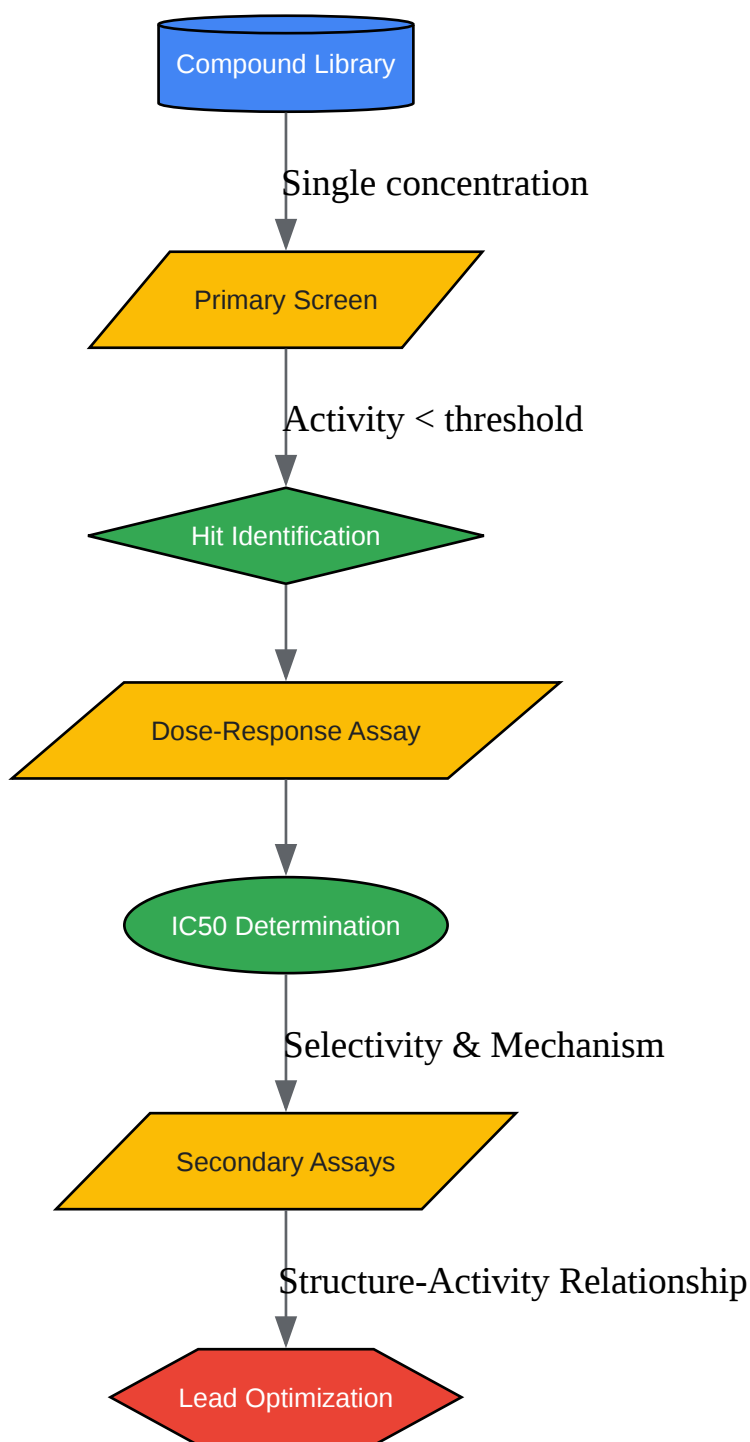 Compound Library
Single concentration
Primary Screen
Activity < threshold
Hit Identification
Dose-Response Assay
IC50 Determination
Selectivity & Mechanism
Secondary Assays
Structure-Activity Relationship
Lead Optimization